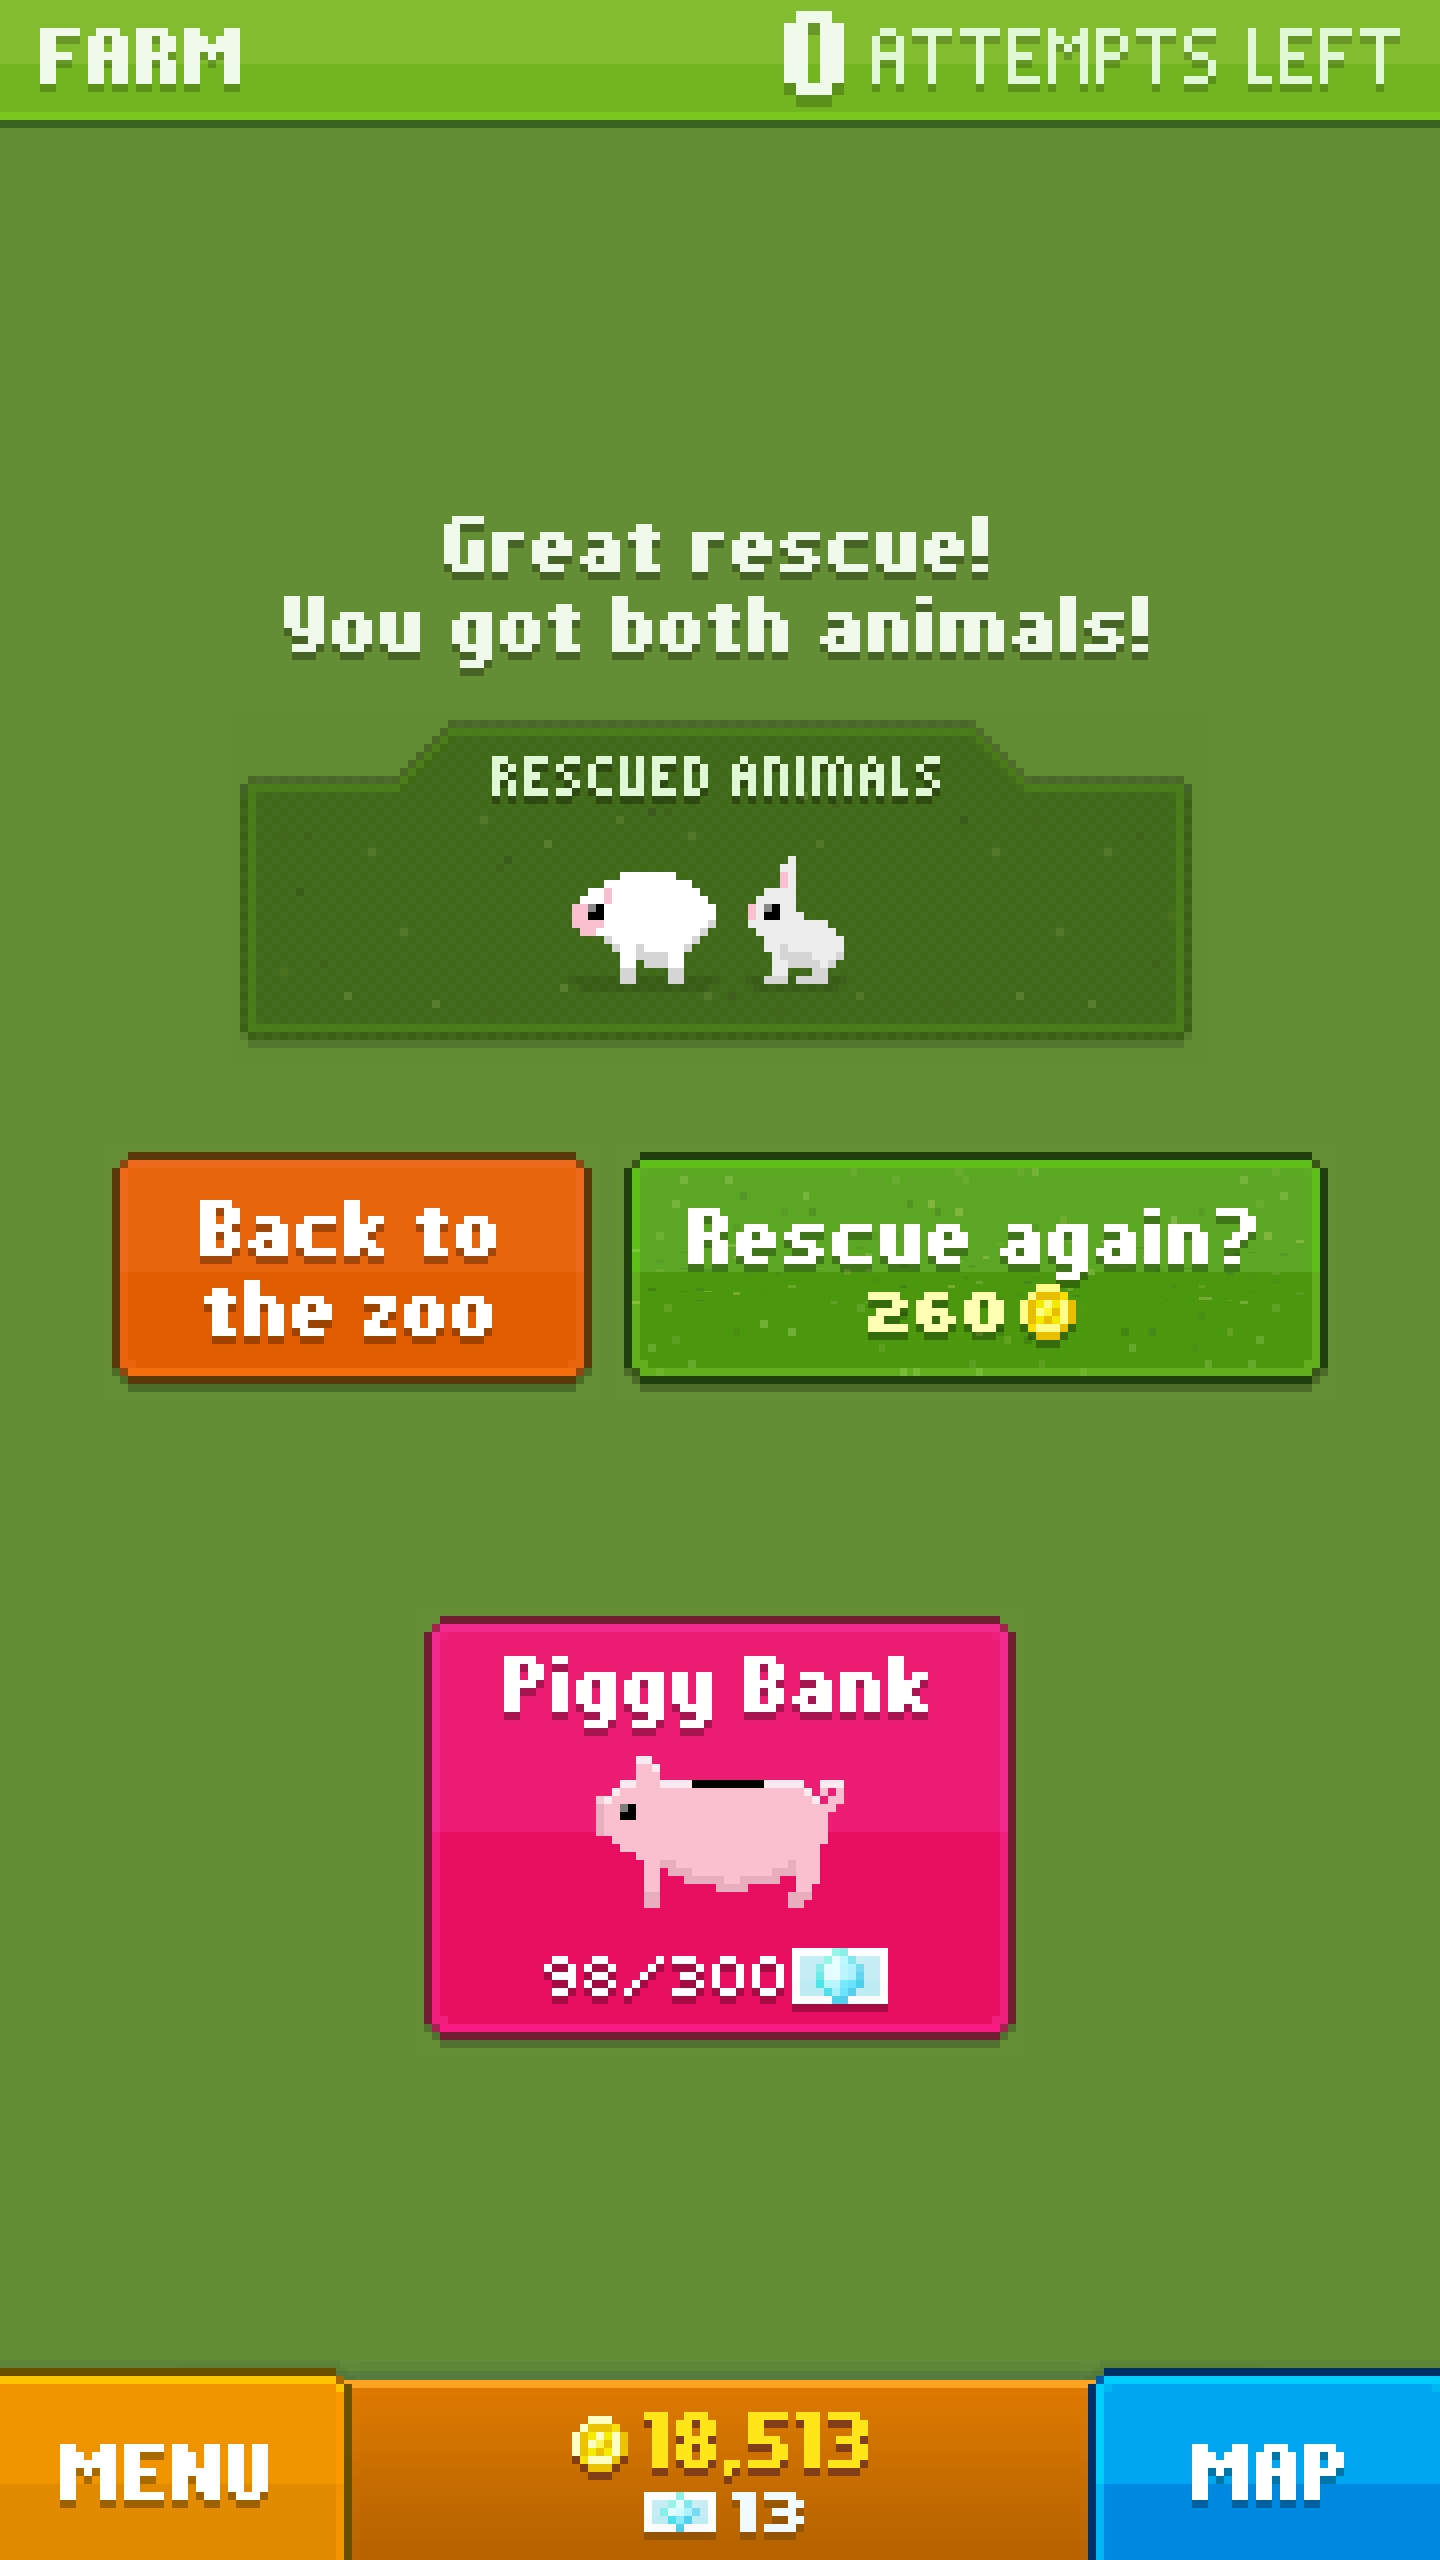 FARM
0 ATTEMPTS LEFT
Great rescue!
You got both animals!
RESCUED ANIMALS
Back to
the zoo
Rescue again?
260
Piggy Bank
98/300
MENU
18,513
13
MAP